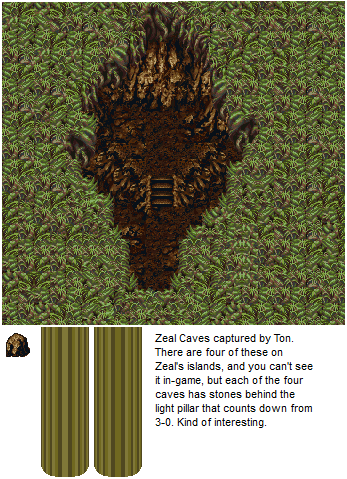 Zeal Caves captured by Ton.
There are four of these on
Zeal's islands, and you can't see
it in-game, but each of the four
caves has stones behind the
light pillar that counts down from
3-0. Kind of interesting.